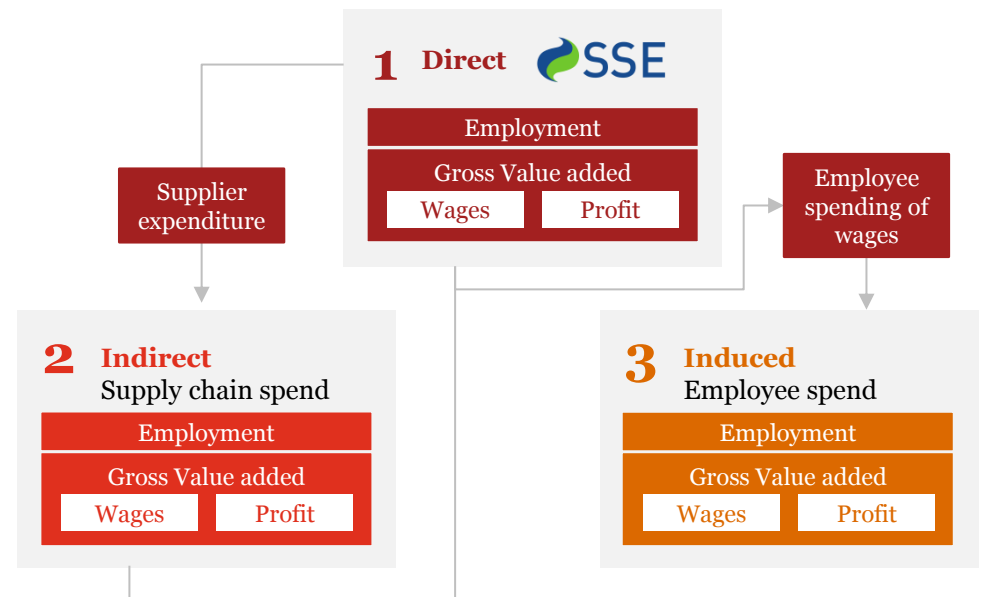 1 Direct SSE
Employment
Gross Value added
Wages Profit
Supplier
expenditure
Employee
spending of
wages
2 Indirect
Supply chain spend
Employment
Gross Value added
Wages Profit
3 Induced
Employee spend
Employment
Gross Value added
Wages Profit